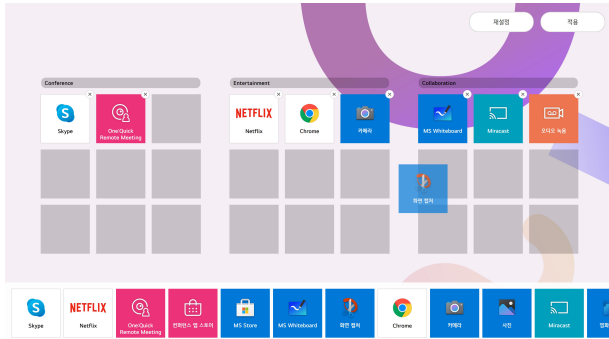 재설정
적용
Conference
Entertainment
Collaboration
Skype
OneQuick
Remote Meeting
NETFLIX
Netflix
Chrome
카메라
MS Whiteboard
Miracast
오디오 녹음
화면 캡처
Skype
NETFLIX
Netflix
OneQuick
Remote Meeting
컨퍼런스 앱 스토어
MS Store
MS Whiteboard
화면 캡처
Chrome
카메라
사진
Miracast